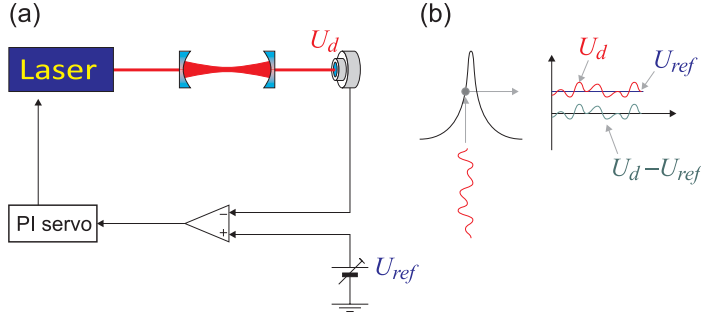 (a)
(b)
Laser
U_d
U_d
U_ref
U_d – U_ref
PI servo
–
+
U_ref